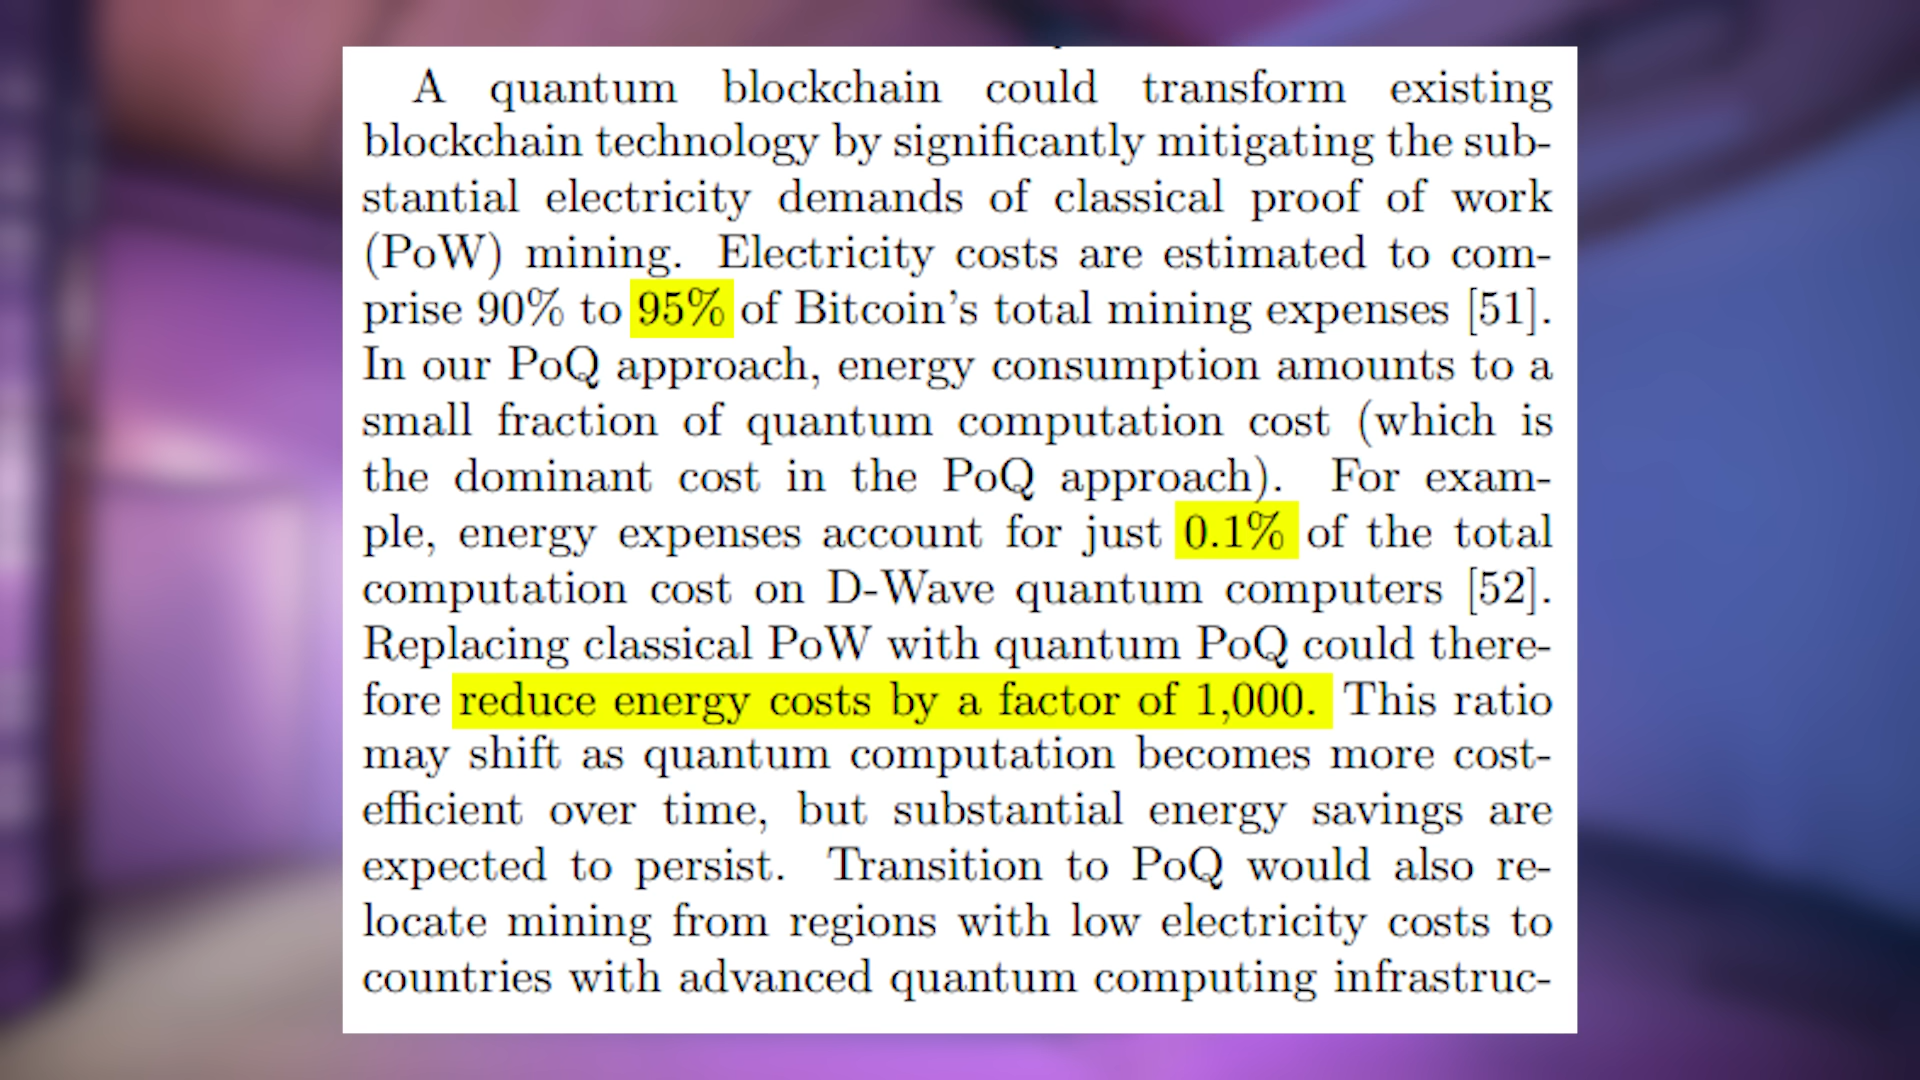 A quantum blockchain could transform existing
blockchain technology by significantly mitigating the sub-
stantial electricity demands of classical proof of work
(PoW) mining. Electricity costs are estimated to com-
prise 90% to 95% of Bitcoin's total mining expenses [51].
In our PoQ approach, energy consumption amounts to a
small fraction of quantum computation cost (which is
the dominant cost in the PoQ approach). For exam-
ple, energy expenses account for just 0.1% of the total
computation cost on D-Wave quantum computers [52].
Replacing classical PoW with quantum PoQ could there-
fore reduce energy costs by a factor of 1,000. This ratio
may shift as quantum computation becomes more cost-
efficient over time, but substantial energy savings are
expected to persist. Transition to PoQ would also re-
locate mining from regions with low electricity costs to
countries with advanced quantum computing infrastruc-